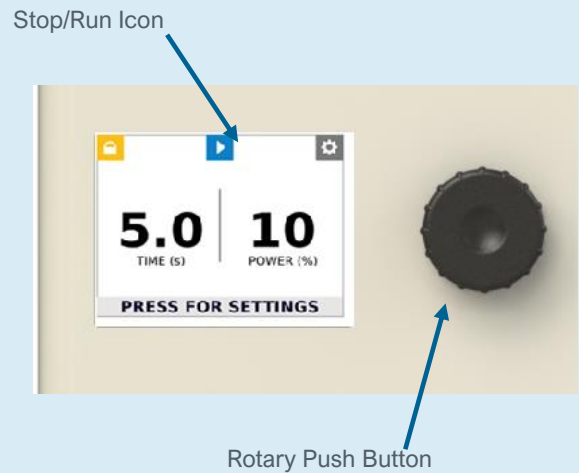 Stop/Run Icon
5.0
TIME (s)
10
POWER (%)
PRESS FOR SETTINGS
Rotary Push Button